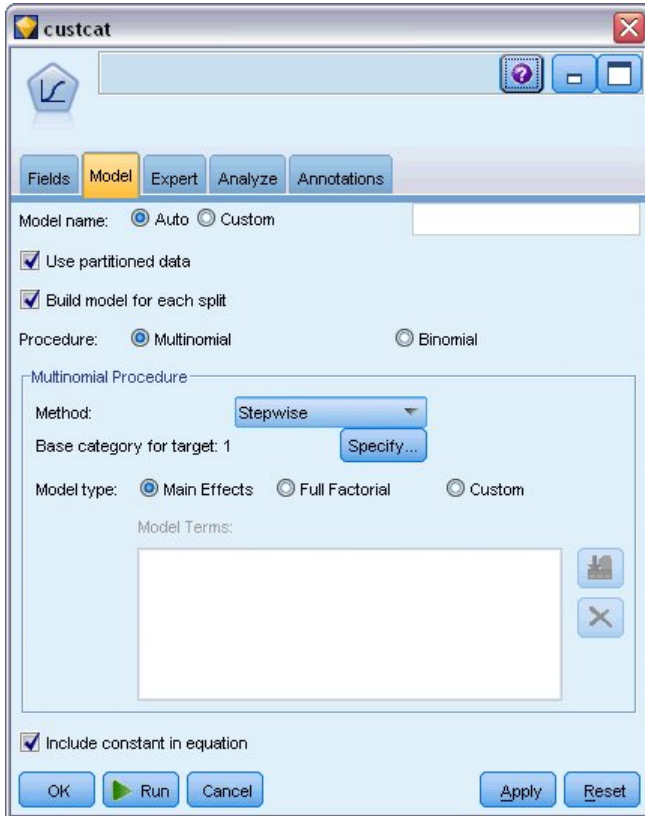 custcat
?
Fields Model Expert Analyze Annotations
Model name: Auto Custom
Use partitioned data
Build model for each split
Procedure: Multinomial Binomial
Multinomial Procedure
Method: Stepwise
Base category for target: 1 Specify...
Model type: Main Effects Full Factorial Custom
Model Terms:
Include constant in equation
OK Run Cancel Apply Reset